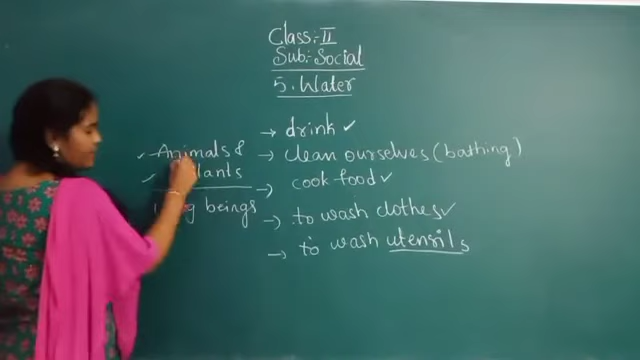 Class:- II
Sub:- Social
5. Water
→ drink ✓
✓ Animals & → clean ourselves (bathing)
✓ lants → cook food ✓
beings → to wash clothes ✓
→ to wash utensils